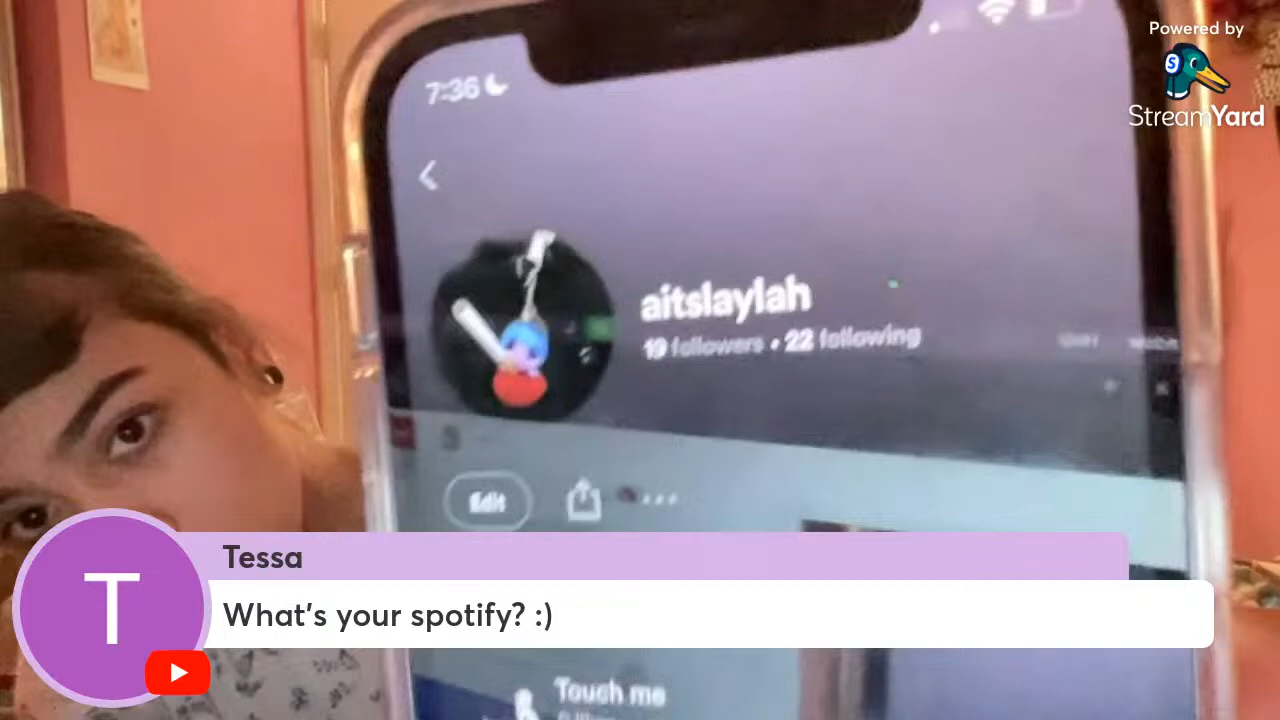 Powered by
StreamYard
7:36
aitslaylah
19 followers • 22 following
Edit
Tessa
What's your spotify? :)
Touch me